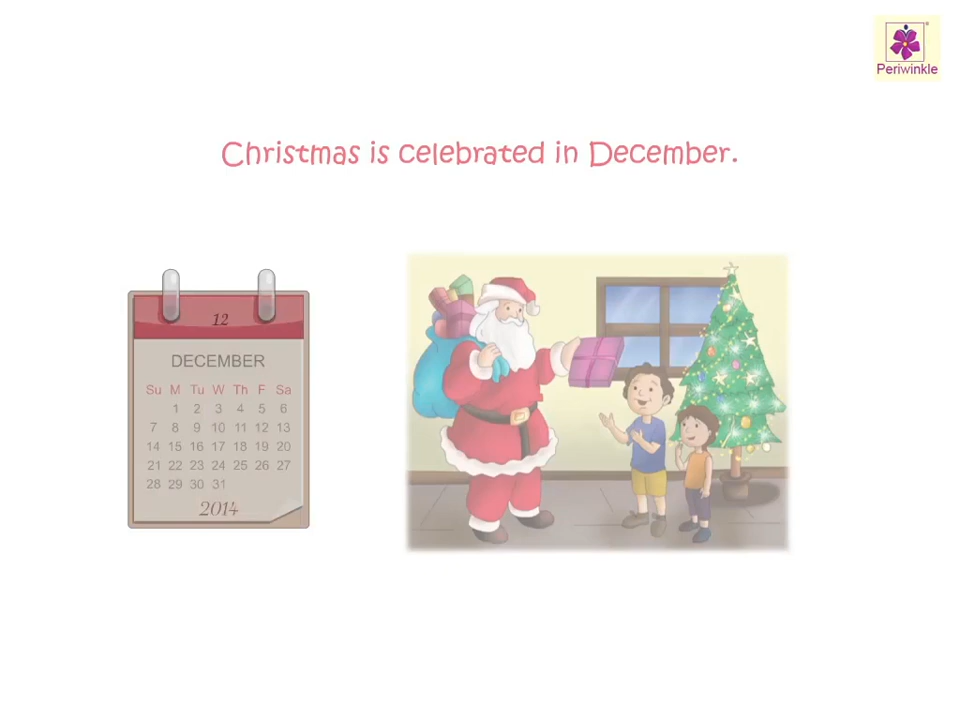 Periwinkle
Christmas is celebrated in December.
12
DECEMBER
Su M Tu W Th F Sa
1 2 3 4 5 6
7 8 9 10 11 12 13
14 15 16 17 18 19 20
21 22 23 24 25 26 27
28 29 30 31
2014